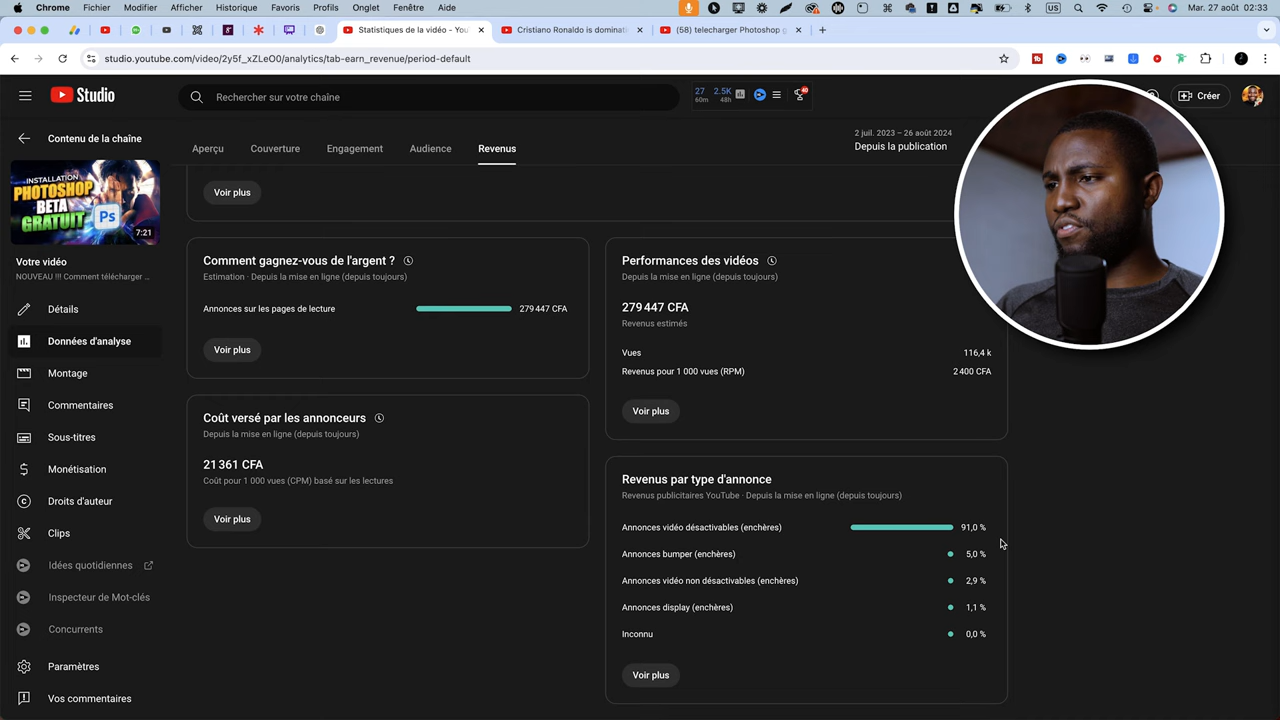 Chrome Fichier Modifier Afficher Historique Favoris Profils Onglet Fenêtre Aide
US
Mar. 27 août 02:33
Statistiques de la vidéo - You
Cristiano Ronaldo is dominati
(58) telecharger Photoshop g
studio.youtube.com/video/2y5f_xZLeO0/analytics/tab-earn_revenue/period-default
Studio
Rechercher sur votre chaîne
27 2.5K
60m 48h
40
Créer
Contenu de la chaîne
Aperçu Couverture Engagement Audience Revenus
2 juil. 2023 – 26 août 2024
Depuis la publication
INSTALLATION
PHOTOSHOP
BETA
GRATUIT
Ps
7:21
Votre vidéo
NOUVEAU !!! Comment télécharger ...
Détails
Données d'analyse
Montage
Commentaires
Sous-titres
Monétisation
Droits d'auteur
Clips
Idées quotidiennes
Inspecteur de Mot-clés
Concurrents
Paramètres
Vos commentaires
Voir plus
Comment gagnez-vous de l'argent ?
Estimation · Depuis la mise en ligne (depuis toujours)
Annonces sur les pages de lecture 279 447 CFA
Voir plus
Coût versé par les annonceurs
Depuis la mise en ligne (depuis toujours)
21 361 CFA
Coût pour 1 000 vues (CPM) basé sur les lectures
Voir plus
Performances des vidéos
Depuis la mise en ligne (depuis toujours)
279 447 CFA
Revenus estimés
Vues 116,4 k
Revenus pour 1 000 vues (RPM) 2 400 CFA
Voir plus
Revenus par type d'annonce
Revenus publicitaires YouTube · Depuis la mise en ligne (depuis toujours)
Annonces vidéo désactivables (enchères) 91,0 %
Annonces bumper (enchères) 5,0 %
Annonces vidéo non désactivables (enchères) 2,9 %
Annonces display (enchères) 1,1 %
Inconnu 0,0 %
Voir plus